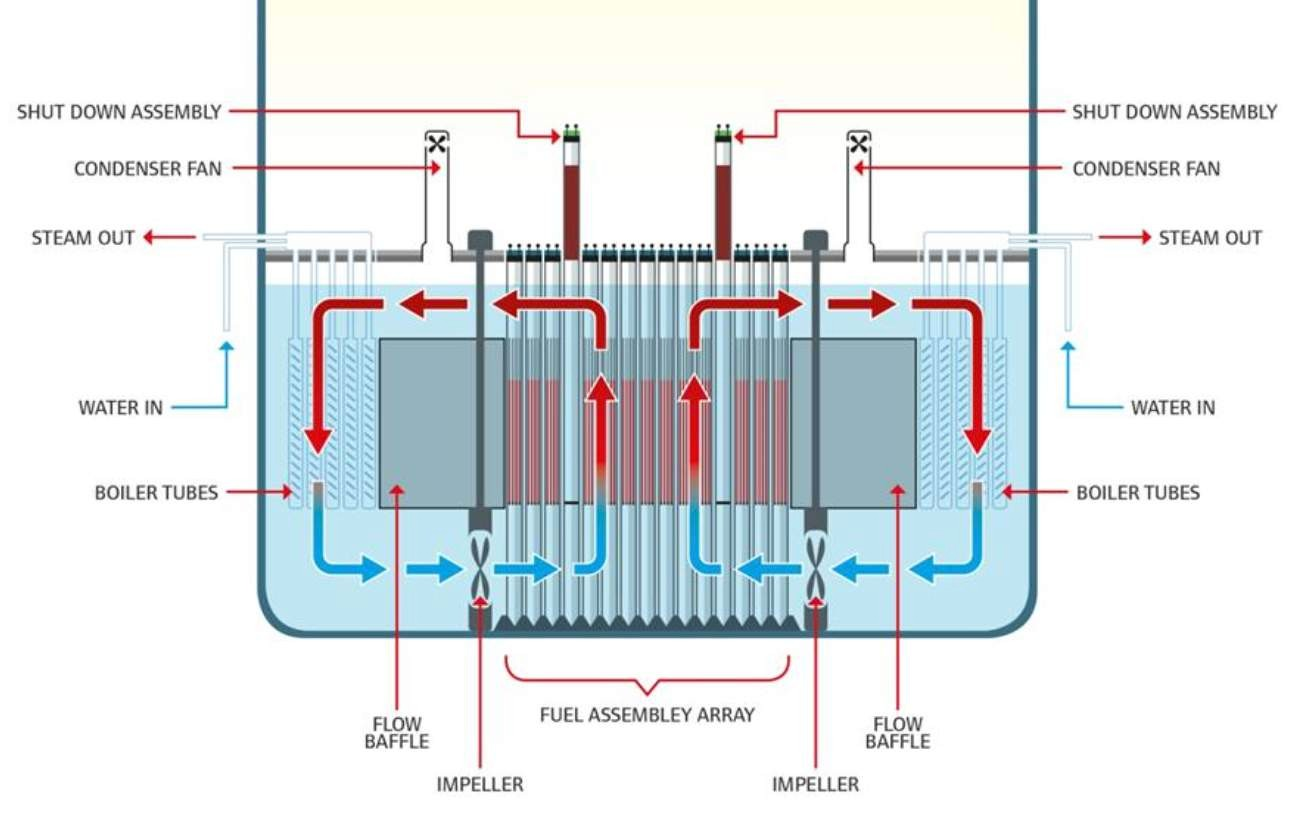 SHUT DOWN ASSEMBLY
SHUT DOWN ASSEMBLY
CONDENSER FAN
CONDENSER FAN
STEAM OUT
STEAM OUT
WATER IN
WATER IN
BOILER TUBES
BOILER TUBES
FUEL ASSEMBLEY ARRAY
FLOW
BAFFLE
FLOW
BAFFLE
IMPELLER
IMPELLER